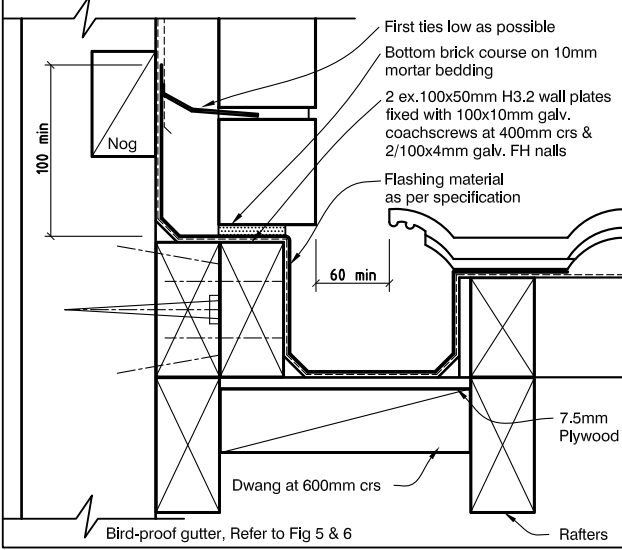 First ties low as possible
Bottom brick course on 10mm
mortar bedding
2 ex.100x50mm H3.2 wall plates
fixed with 100x10mm galv.
coachscrews at 400mm crs &
2/100x4mm galv. FH nalls
Flashing material
as per specification
100 min
Nog
60 min
7.5mm
Plywood
Dwang at 600mm crs
Bird-proof gutter, Refer to Fig 5 & 6
Rafters